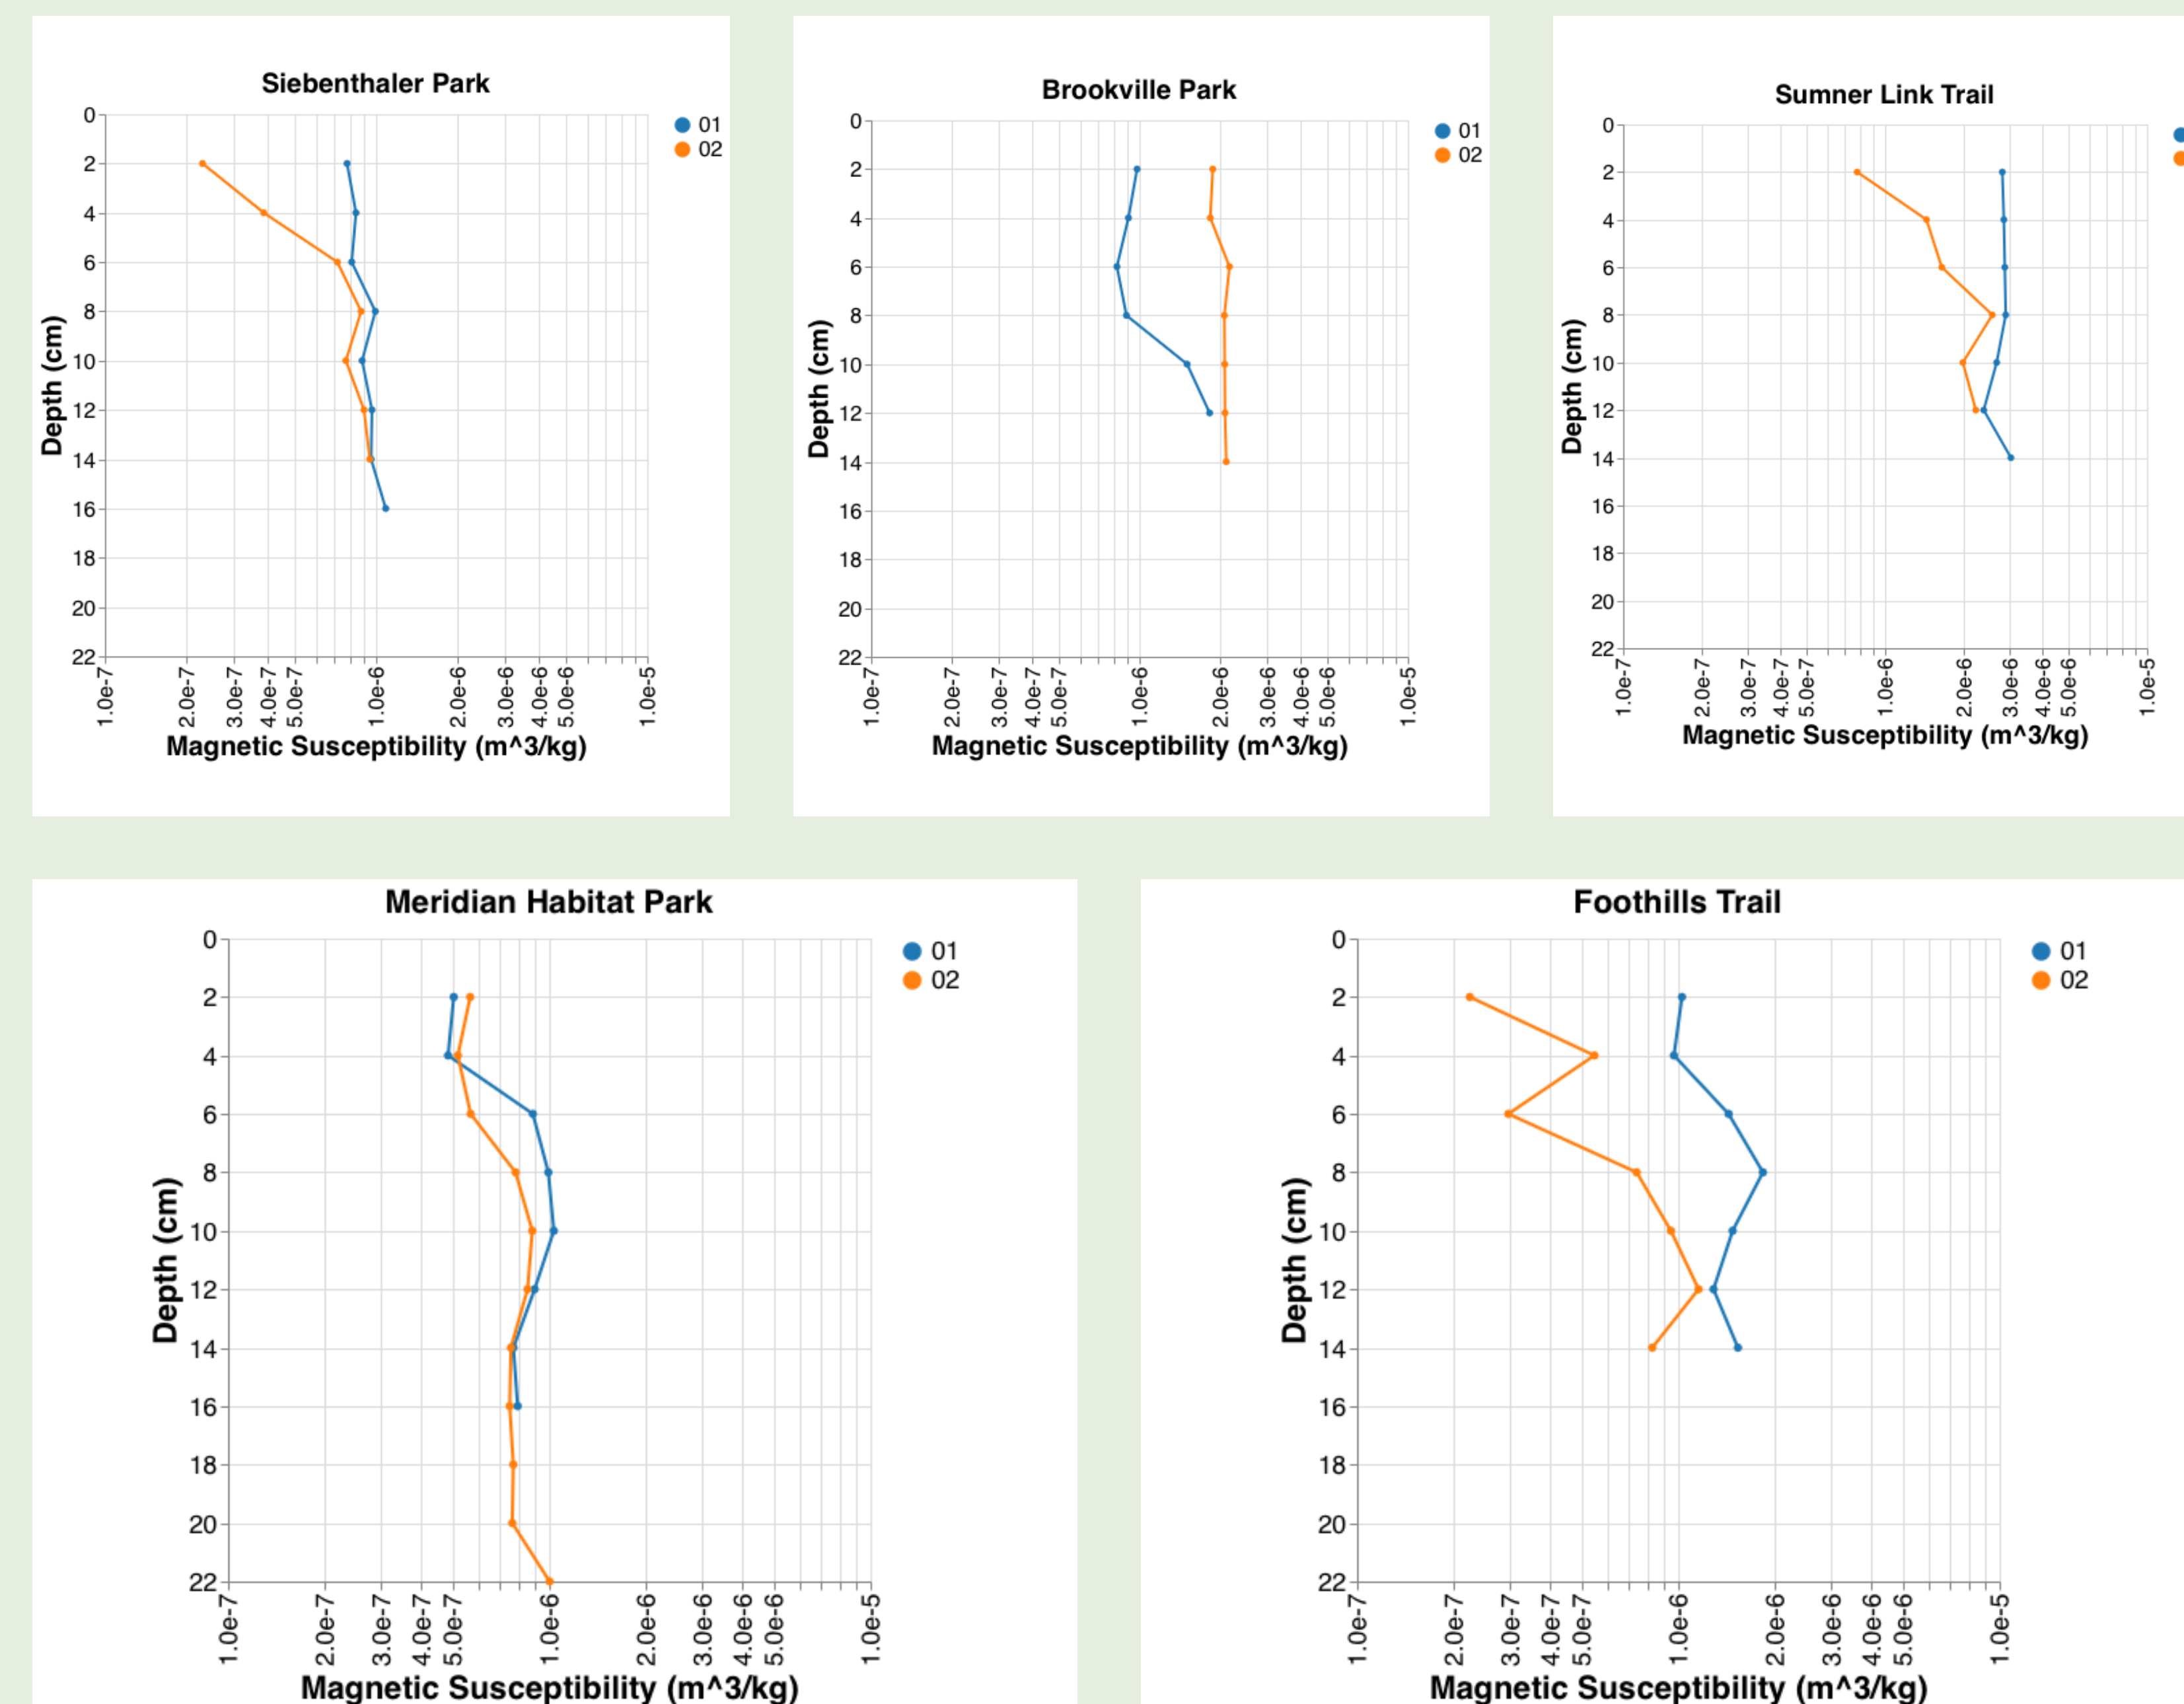 Siebenthaler Park
0
2
4
6
8
10
12
14
16
18
20
22
Depth (cm)
1.0e-7
2.0e-7
3.0e-7
4.0e-7
5.0e-7
1.0e-6
2.0e-6
3.0e-6
4.0e-6
5.0e-6
1.0e-5
Magnetic Susceptibility (m^3/kg)
01
02
Brookville Park
0
2
4
6
8
10
12
14
16
18
20
22
Depth (cm)
1.0e-7
2.0e-7
3.0e-7
4.0e-7
5.0e-7
1.0e-6
2.0e-6
3.0e-6
4.0e-6
5.0e-6
1.0e-5
Magnetic Susceptibility (m^3/kg)
01
02
Sumner Link Trail
0
2
4
6
8
10
12
14
16
18
20
22
Depth (cm)
1.0e-7
2.0e-7
3.0e-7
4.0e-7
5.0e-7
1.0e-6
2.0e-6
3.0e-6
4.0e-6
5.0e-6
1.0e-5
Magnetic Susceptibility (m^3/kg)
Meridian Habitat Park
0
2
4
6
8
10
12
14
16
18
20
22
Depth (cm)
1.0e-7
2.0e-7
3.0e-7
4.0e-7
5.0e-7
1.0e-6
2.0e-6
3.0e-6
4.0e-6
5.0e-6
1.0e-5
Magnetic Susceptibility (m^3/kg)
01
02
Foothills Trail
0
2
4
6
8
10
12
14
16
18
20
22
Depth (cm)
1.0e-7
2.0e-7
3.0e-7
4.0e-7
5.0e-7
1.0e-6
2.0e-6
3.0e-6
4.0e-6
5.0e-6
1.0e-5
Magnetic Susceptibility (m^3/kg)
01
02